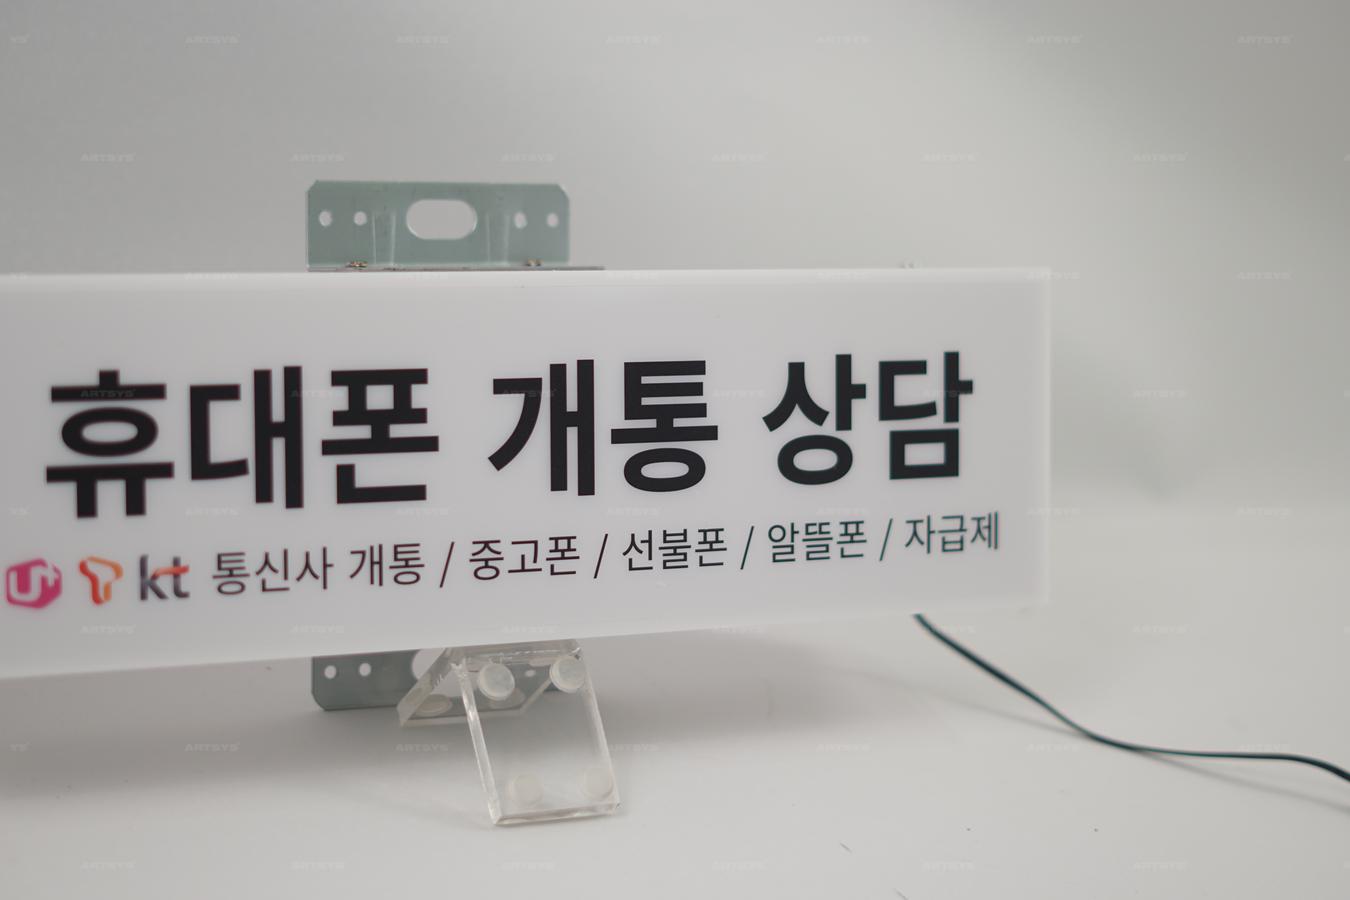 휴대폰 개통 상담
U+ T kt 통신사 개통 / 중고폰 / 선불폰 / 알뜰폰 / 자급제
ARTSYS